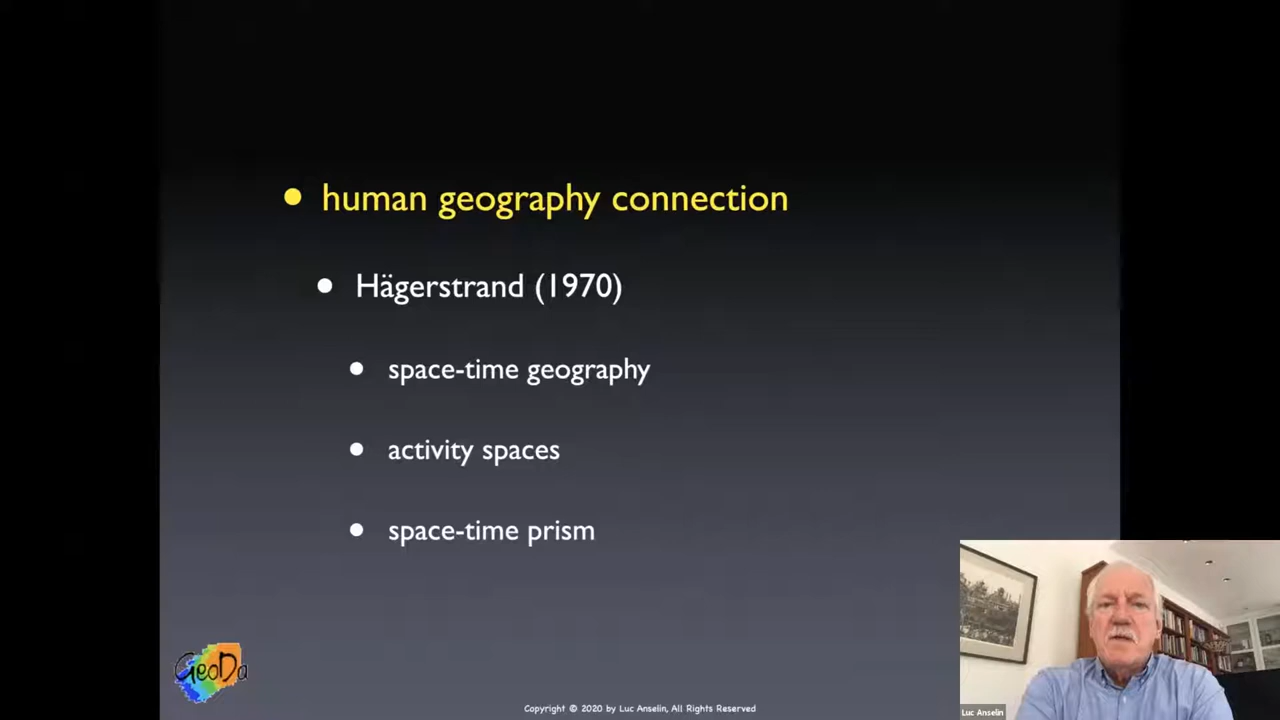 • human geography connection
• Hägerstrand (1970)
• space-time geography
• activity spaces
• space-time prism
GeoDa
Copyright © 2020 by Luc Anselin, All Rights Reserved
Luc Anselin